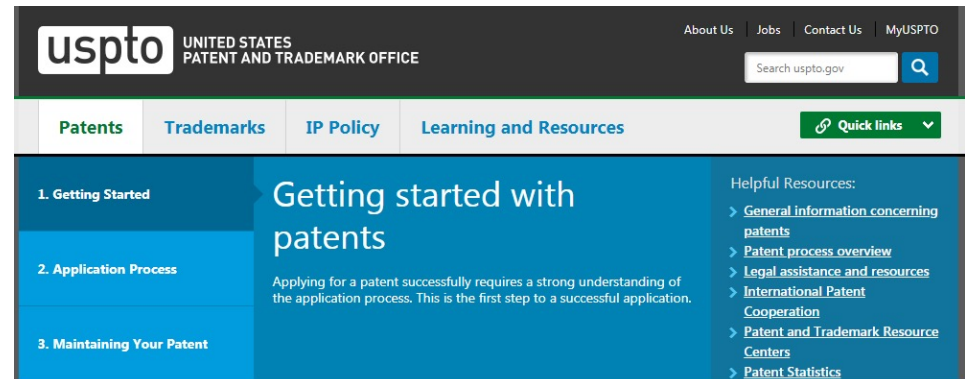 About Us Jobs Contact Us MyUSPTO
uspto UNITED STATES
PATENT AND TRADEMARK OFFICE
Search uspto.gov
Patents Trademarks IP Policy Learning and Resources Quick links
1. Getting Started
2. Application Process
3. Maintaining Your Patent
Getting started with
patents
Applying for a patent successfully requires a strong understanding of
the application process. This is the first step to a successful application.
Helpful Resources:
General information concerning
patents
Patent process overview
Legal assistance and resources
International Patent
Cooperation
Patent and Trademark Resource
Centers
Patent Statistics